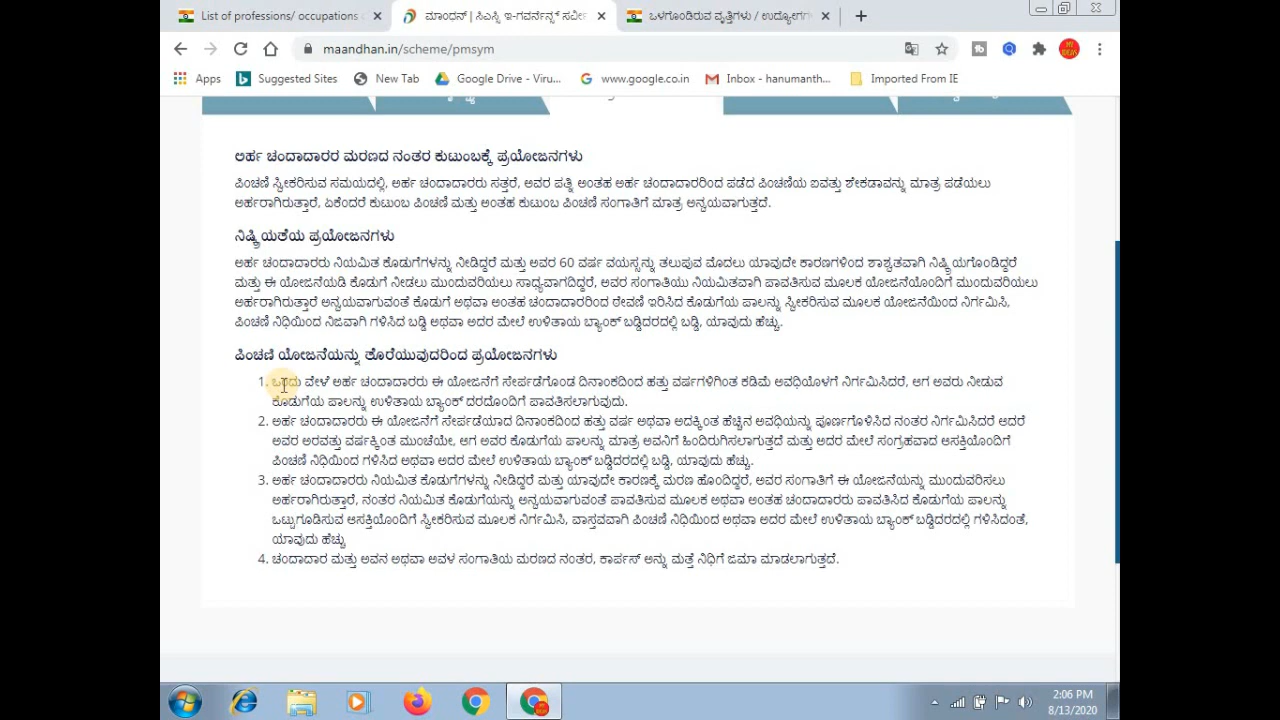 List of professions/ occupations
ಮಾಂದನ್ | ಸಿಎಸ್ಸಿ ಇ-ಗವರ್ನೆನ್ಸ್ ಸರ್ವೀ
ಒಳಗೊಂಡಿರುವ ವೃತ್ತಿಗಳು / ಉದ್ಯೋಗಗ
maandhan.in/scheme/pmsym
Apps Suggested Sites New Tab Google Drive - Viru... www.google.co.in Inbox - hanumanth... Imported From IE
ಅರ್ಹ ಚಂದಾದಾರರ ಮರಣದ ನಂತರ ಕುಟುಂಬಕ್ಕೆ ಪ್ರಯೋಜನಗಳು
ಪಿಂಚಣಿ ಸ್ವೀಕರಿಸುವ ಸಮಯದಲ್ಲಿ, ಅರ್ಹ ಚಂದಾದಾರರು ಸತ್ತರೆ, ಅವರ ಪತ್ನಿ ಅಂತಹ ಅರ್ಹ ಚಂದಾದಾರರಿಂದ ಪಡೆದ ಪಿಂಚಣಿಯ ಐವತ್ತು ಶೇಕಡಾವನ್ನು ಮಾತ್ರ ಪಡೆಯಲು
ಅರ್ಹರಾಗಿರುತ್ತಾರೆ, ಏಕೆಂದರೆ ಕುಟುಂಬ ಪಿಂಚಣಿ ಮತ್ತು ಅಂತಹ ಕುಟುಂಬ ಪಿಂಚಣಿ ಸಂಗಾತಿಗೆ ಮಾತ್ರ ಅನ್ವಯವಾಗುತ್ತದೆ.
ನಿಷ್ಕ್ರಿಯತೆಯ ಪ್ರಯೋಜನಗಳು
ಅರ್ಹ ಚಂದಾದಾರರು ನಿಯಮಿತ ಕೊಡುಗೆಗಳನ್ನು ನೀಡಿದ್ದರೆ ಮತ್ತು ಅವರ 60 ವರ್ಷ ವಯಸ್ಸನ್ನು ತಲುಪುವ ಮೊದಲು ಯಾವುದೇ ಕಾರಣಗಳಿಂದ ಶಾಶ್ವತವಾಗಿ ನಿಷ್ಕ್ರಿಯಗೊಂಡಿದ್ದರೆ
ಮತ್ತು ಈ ಯೋಜನೆಯಡಿ ಕೊಡುಗೆ ನೀಡಲು ಮುಂದುವರಿಯಲು ಸಾಧ್ಯವಾಗದಿದ್ದರೆ, ಅವರ ಸಂಗಾತಿಯು ನಿಯಮಿತವಾಗಿ ಪಾವತಿಸುವ ಮೂಲಕ ಯೋಜನೆಯೊಂದಿಗೆ ಮುಂದುವರಿಯಲು
ಅರ್ಹರಾಗಿರುತ್ತಾರೆ ಅನ್ವಯವಾಗುವಂತೆ ಕೊಡುಗೆ ಅಥವಾ ಅಂತಹ ಚಂದಾದಾರರಿಂದ ಠೇವಣಿ ಇರಿಸಿದ ಕೊಡುಗೆಯ ಪಾಲನ್ನು ಸ್ವೀಕರಿಸುವ ಮೂಲಕ ಯೋಜನೆಯಿಂದ ನಿರ್ಗಮಿಸಿ,
ಪಿಂಚಣಿ ನಿಧಿಯಿಂದ ನಿಜವಾಗಿ ಗಳಿಸಿದ ಬಡ್ಡಿ ಅಥವಾ ಅದರ ಮೇಲೆ ಉಳಿತಾಯ ಬ್ಯಾಂಕ್ ಬಡ್ಡಿದರದಲ್ಲಿ ಬಡ್ಡಿ, ಯಾವುದು ಹೆಚ್ಚು.
ಪಿಂಚಣಿ ಯೋಜನೆಯನ್ನು ತೊರೆಯುವುದರಿಂದ ಪ್ರಯೋಜನಗಳು
1. ಒಂದು ವೇಳೆ ಅರ್ಹ ಚಂದಾದಾರರು ಈ ಯೋಜನೆಗೆ ಸೇರ್ಪಡೆಗೊಂಡ ದಿನಾಂಕದಿಂದ ಹತ್ತು ವರ್ಷಗಳಿಗಿಂತ ಕಡಿಮೆ ಅವಧಿಯೊಳಗೆ ನಿರ್ಗಮಿಸಿದರೆ, ಆಗ ಅವರು ನೀಡುವ
ಕೊಡುಗೆಯ ಪಾಲನ್ನು ಉಳಿತಾಯ ಬ್ಯಾಂಕ್ ದರದೊಂದಿಗೆ ಪಾವತಿಸಲಾಗುವುದು.
2. ಅರ್ಹ ಚಂದಾದಾರರು ಈ ಯೋಜನೆಗೆ ಸೇರ್ಪಡೆಯಾದ ದಿನಾಂಕದಿಂದ ಹತ್ತು ವರ್ಷ ಅಥವಾ ಅದಕ್ಕಿಂತ ಹೆಚ್ಚಿನ ಅವಧಿಯನ್ನು ಪೂರ್ಣಗೊಳಿಸಿದ ನಂತರ ನಿರ್ಗಮಿಸಿದರೆ ಆದರೆ
ಅವರ ಅರವತ್ತು ವರ್ಷಕ್ಕಿಂತ ಮುಂಚೆಯೇ, ಆಗ ಅವರ ಕೊಡುಗೆಯ ಪಾಲನ್ನು ಮಾತ್ರ ಅವನಿಗೆ ಹಿಂದಿರುಗಿಸಲಾಗುತ್ತದೆ ಮತ್ತು ಅದರ ಮೇಲೆ ಸಂಗ್ರಹವಾದ ಆಸಕ್ತಿಯೊಂದಿಗೆ
ಪಿಂಚಣಿ ನಿಧಿಯಿಂದ ಗಳಿಸಿದ ಅಥವಾ ಅದರ ಮೇಲೆ ಉಳಿತಾಯ ಬ್ಯಾಂಕ್ ಬಡ್ಡಿದರದಲ್ಲಿ ಬಡ್ಡಿ, ಯಾವುದು ಹೆಚ್ಚು.
3. ಅರ್ಹ ಚಂದಾದಾರರು ನಿಯಮಿತ ಕೊಡುಗೆಗಳನ್ನು ನೀಡಿದ್ದರೆ ಮತ್ತು ಯಾವುದೇ ಕಾರಣಕ್ಕೆ ಮರಣ ಹೊಂದಿದ್ದರೆ, ಅವರ ಸಂಗಾತಿಗೆ ಈ ಯೋಜನೆಯನ್ನು ಮುಂದುವರಿಸಲು
ಅರ್ಹರಾಗಿರುತ್ತಾರೆ, ನಂತರ ನಿಯಮಿತ ಕೊಡುಗೆಯನ್ನು ಅನ್ವಯವಾಗುವಂತೆ ಪಾವತಿಸುವ ಮೂಲಕ ಅಥವಾ ಅಂತಹ ಚಂದಾದಾರರು ಪಾವತಿಸಿದ ಕೊಡುಗೆಯ ಪಾಲನ್ನು
ಒಟ್ಟುಗೂಡಿಸುವ ಆಸಕ್ತಿಯೊಂದಿಗೆ ಸ್ವೀಕರಿಸುವ ಮೂಲಕ ನಿರ್ಗಮಿಸಿ, ವಾಸ್ತವವಾಗಿ ಪಿಂಚಣಿ ನಿಧಿಯಿಂದ ಅಥವಾ ಅದರ ಮೇಲೆ ಉಳಿತಾಯ ಬ್ಯಾಂಕ್ ಬಡ್ಡಿದರದಲ್ಲಿ ಗಳಿಸಿದಂತೆ,
ಯಾವುದು ಹೆಚ್ಚು
4. ಚಂದಾದಾರ ಮತ್ತು ಅವನ ಅಥವಾ ಅವಳ ಸಂಗಾತಿಯ ಮರಣದ ನಂತರ, ಕಾರ್ಪಸ್ ಅನ್ನು ಮತ್ತೆ ನಿಧಿಗೆ ಜಮಾ ಮಾಡಲಾಗುತ್ತದೆ.
2:06 PM
8/13/2020